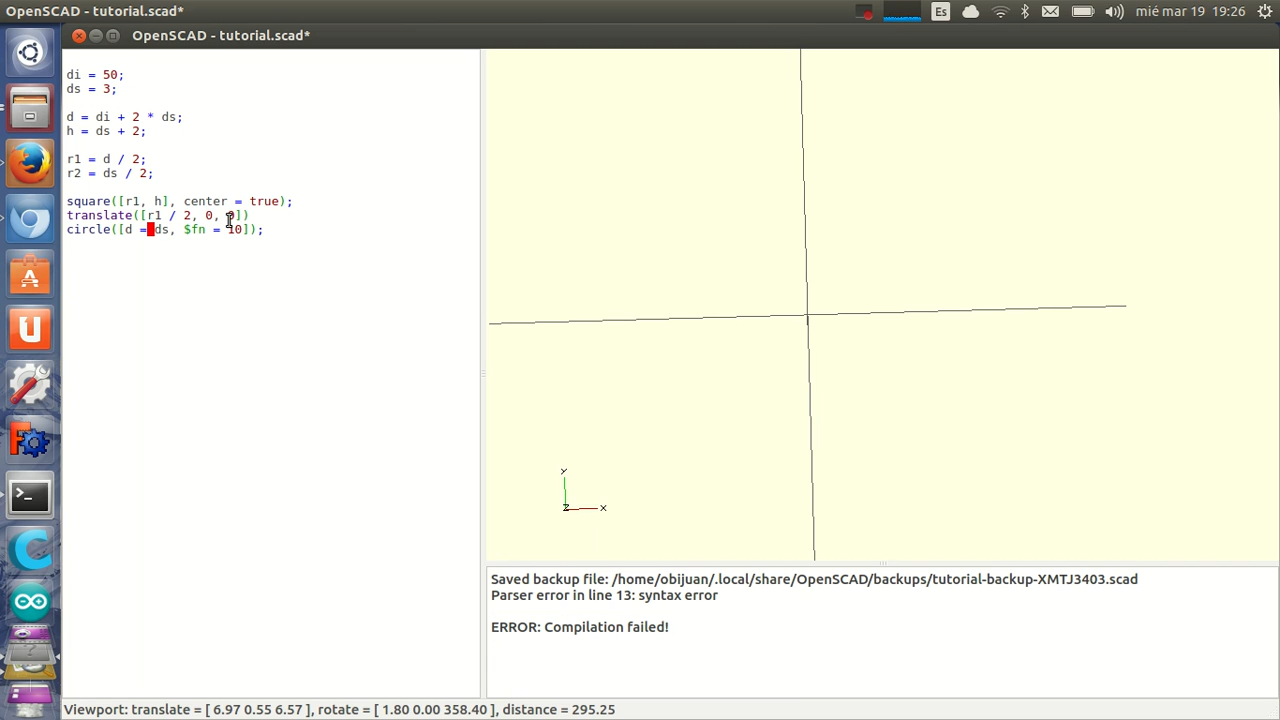 OpenSCAD - tutorial.scad*
Es
mié mar 19 19:26
OpenSCAD - tutorial.scad*
di = 50;
ds = 3;
d = di + 2 * ds;
h = ds + 2;
r1 = d / 2;
r2 = ds / 2;
square([r1, h], center = true);
translate([r1 / 2, 0, 0])
circle([d = ds, $fn = 10]);
Y
Z
X
Saved backup file: /home/obijuan/.local/share/OpenSCAD/backups/tutorial-backup-XMTJ3403.scad
Parser error in line 13: syntax error
ERROR: Compilation failed!
Viewport: translate = [ 6.97 0.55 6.57 ], rotate = [ 1.80 0.00 358.40 ], distance = 295.25